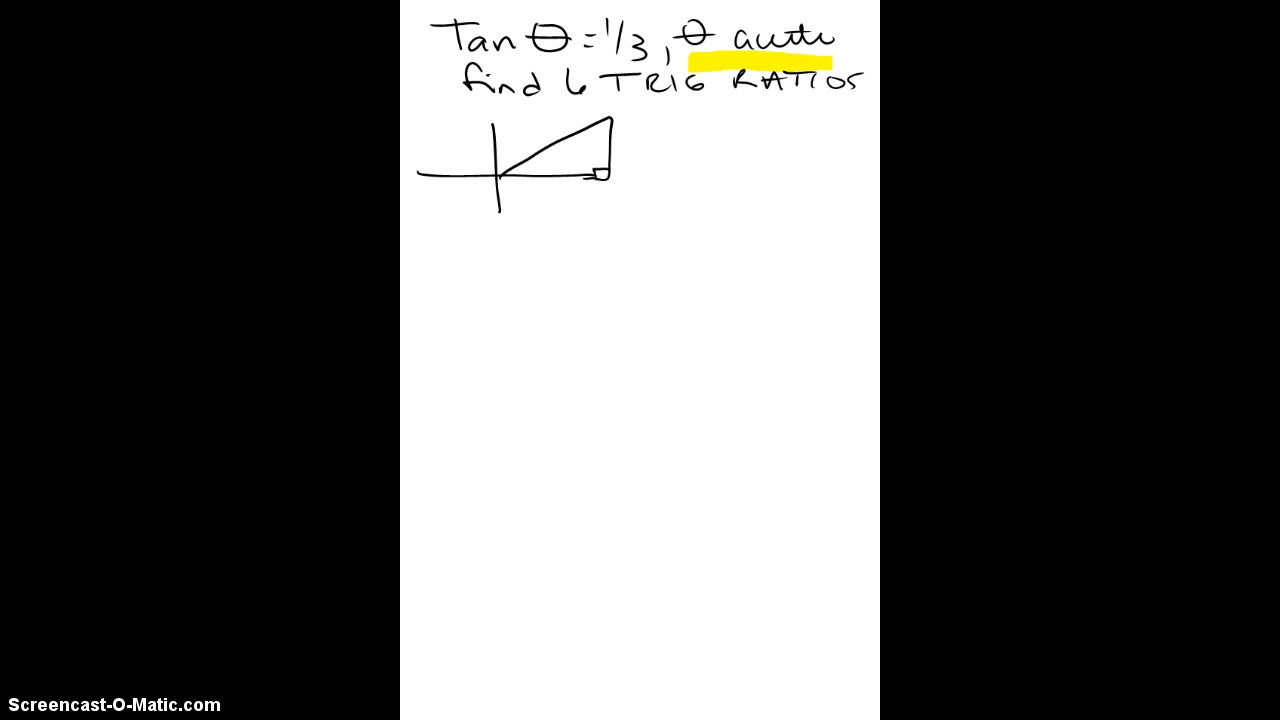 Tan θ = 1/3, θ acute
find 6 TRIG RATIOS
Screencast-O-Matic.com